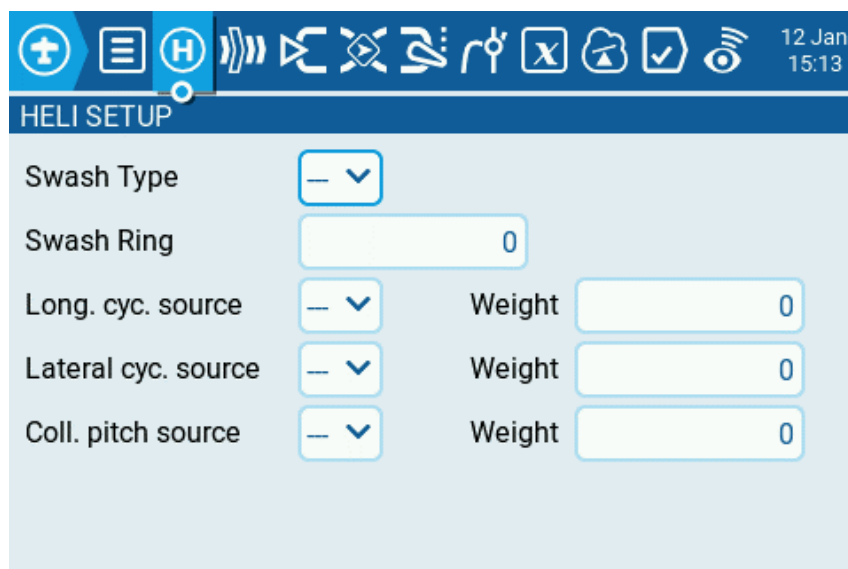 H x 12 Jan
15:13
HELI SETUP
Swash Type ---
Swash Ring 0
Long. cyc. source --- Weight 0
Lateral cyc. source --- Weight 0
Coll. pitch source --- Weight 0